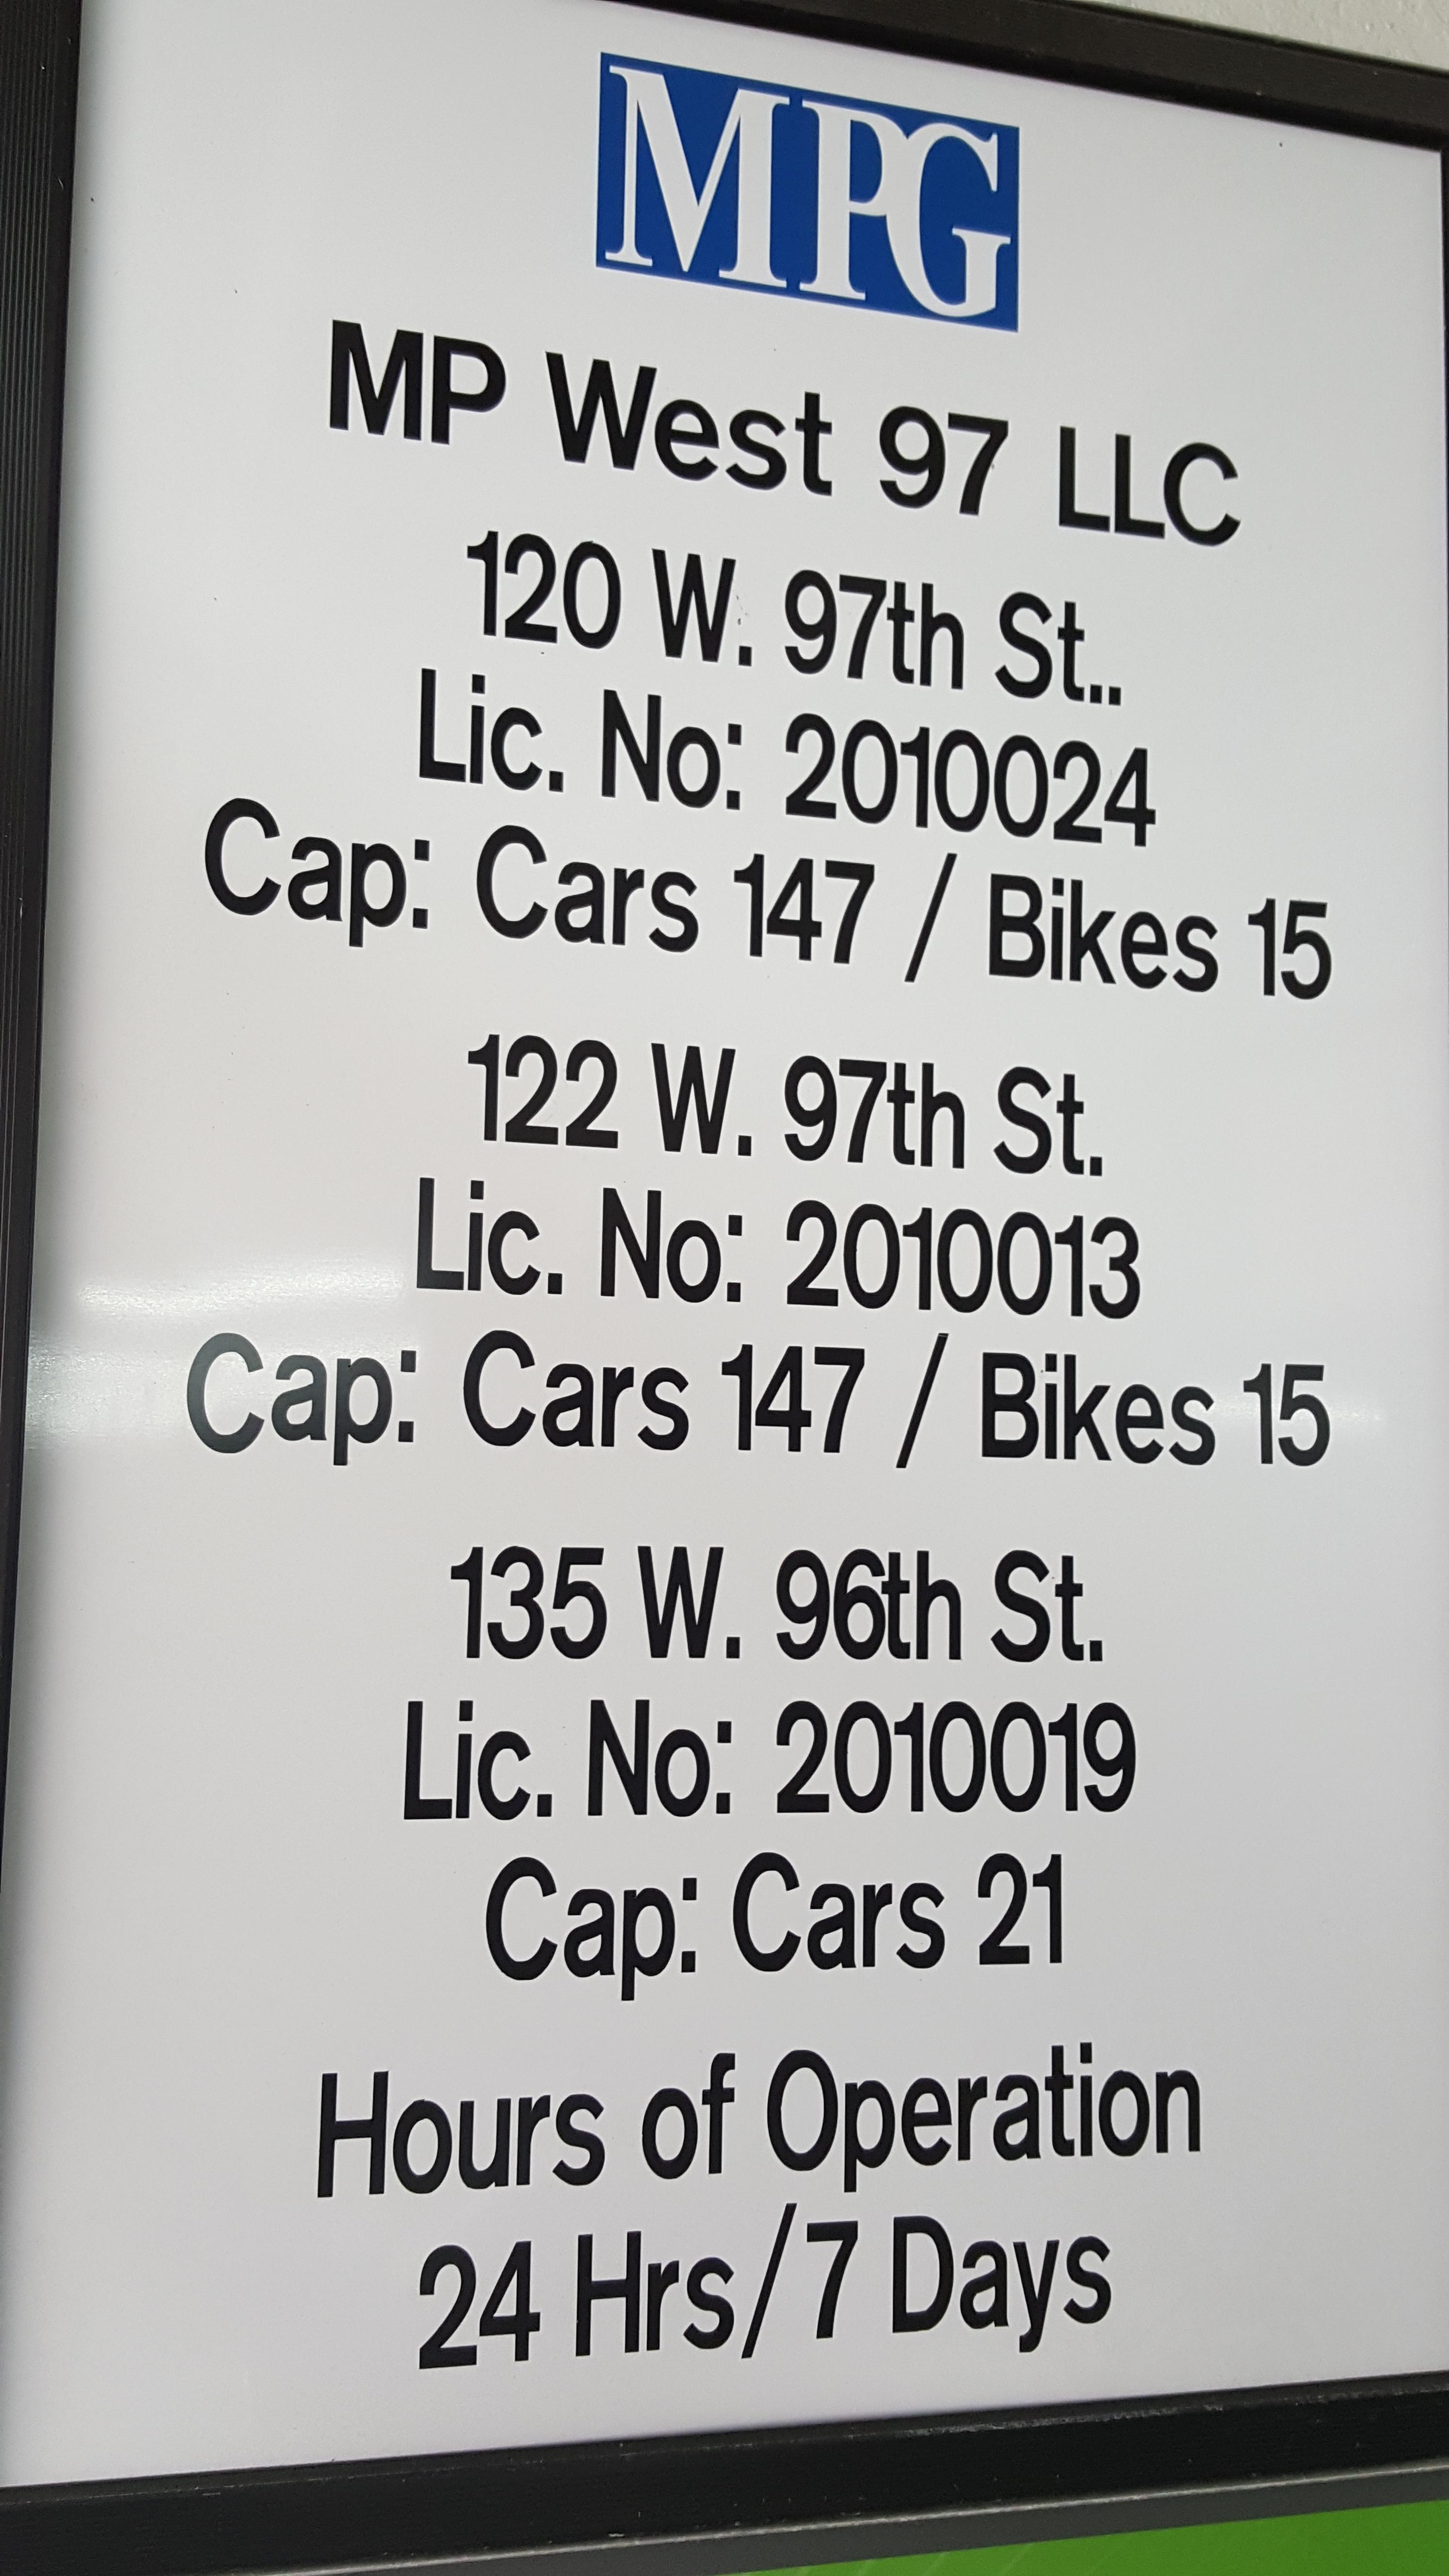 MPG
MP West 97 LLC
120 W. 97th St..
Lic. No: 2010024
Cap: Cars 147 / Bikes 15
122 W. 97th St.
Lic. No: 2010013
Cap: Cars 147 / Bikes 15
135 W. 96th St.
Lic. No: 2010019
Cap: Cars 21
Hours of Operation
24 Hrs/7 Days